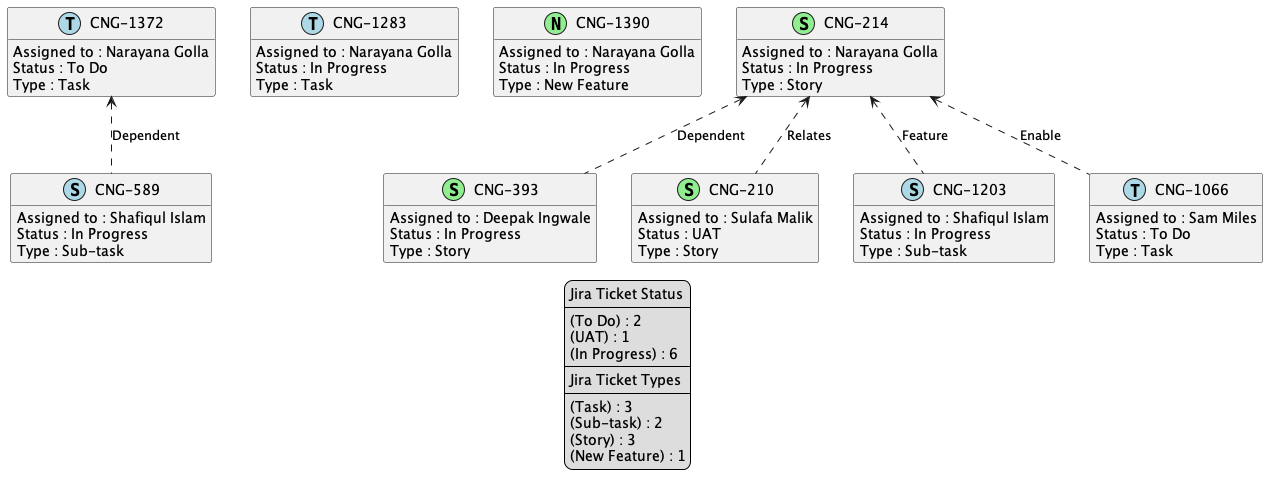 T CNG-1372
Assigned to : Narayana Golla
Status : To Do
Type : Task
T CNG-1283
Assigned to : Narayana Golla
Status : In Progress
Type : Task
N CNG-1390
Assigned to : Narayana Golla
Status : In Progress
Type : New Feature
S CNG-214
Assigned to : Narayana Golla
Status : In Progress
Type : Story
Dependent
Dependent
Relates
Feature
Enable
S CNG-589
Assigned to : Shafiqul Islam
Status : In Progress
Type : Sub-task
S CNG-393
Assigned to : Deepak Ingwale
Status : In Progress
Type : Story
S CNG-210
Assigned to : Sulafa Malik
Status : UAT
Type : Story
S CNG-1203
Assigned to : Shafiqul Islam
Status : In Progress
Type : Sub-task
T CNG-1066
Assigned to : Sam Miles
Status : To Do
Type : Task
Jira Ticket Status
(To Do) : 2
(UAT) : 1
(In Progress) : 6
Jira Ticket Types
(Task) : 3
(Sub-task) : 2
(Story) : 3
(New Feature) : 1